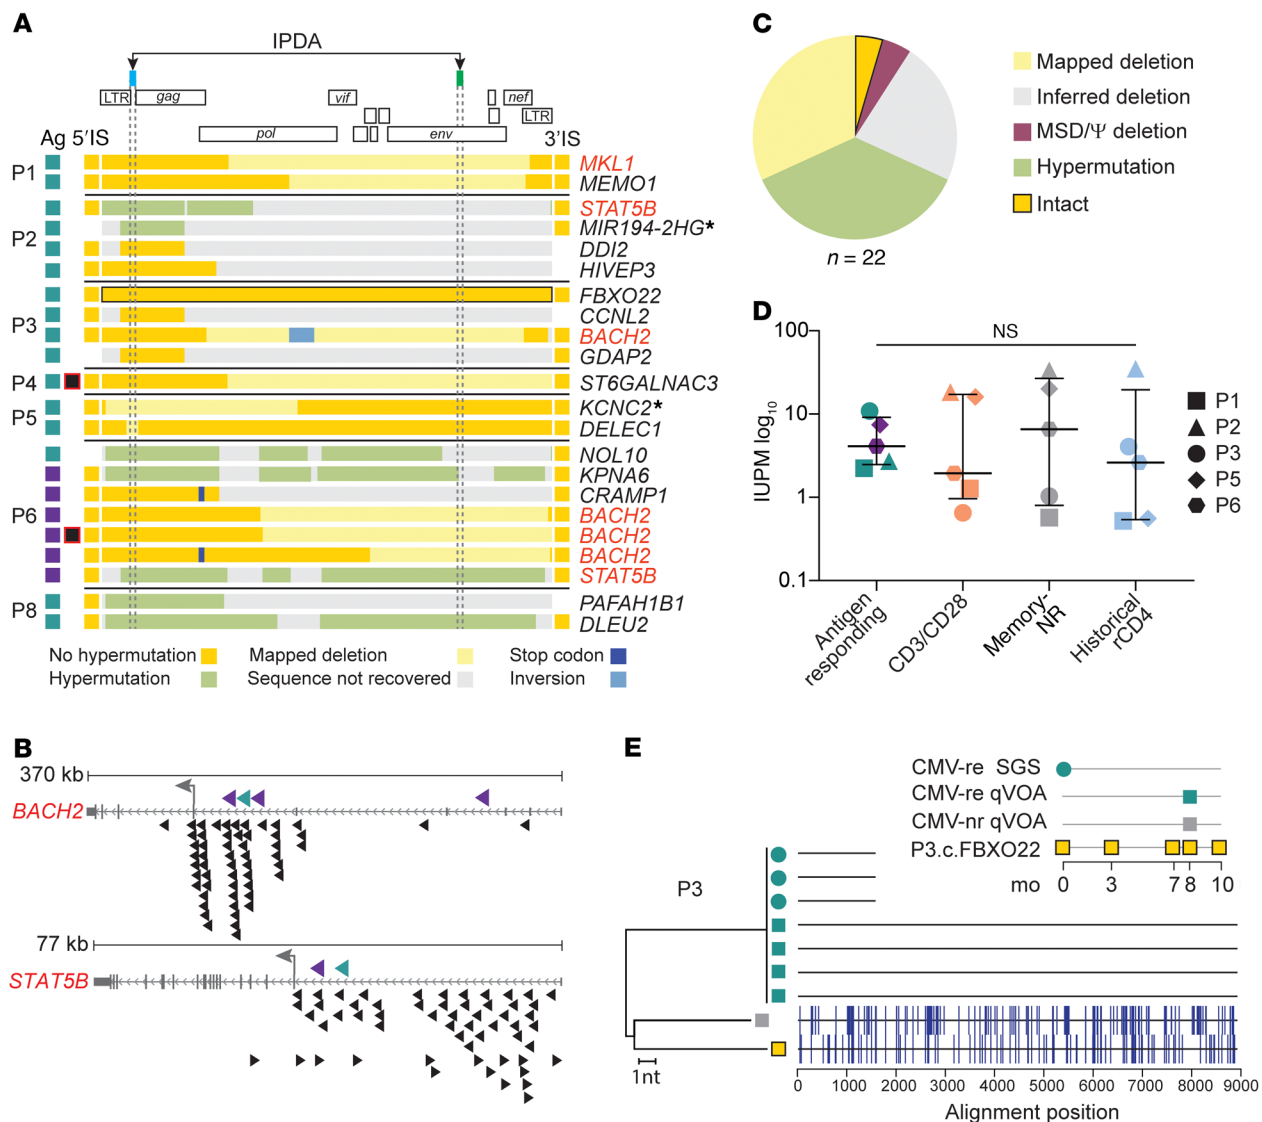 A
IPDA
LTR gag vif nef
LTR
pol env
Ag 5′IS 3′IS
P1
MKL1
MEMO1
P2
STAT5B
MIR194-2HG*
DDI2
HIVEP3
P3
FBXO22
CCNL2
BACH2
GDAP2
P4
ST6GALNAC3
P5
KCNC2*
DELEC1
P6
NOL10
KPNA6
CRAMP1
BACH2
BACH2
BACH2
STAT5B
P8
PAFAH1B1
DLEU2
No hypermutation Mapped deletion Stop codon
Hypermutation Sequence not recovered Inversion
B
370 kb
BACH2
77 kb
STAT5B
C
Mapped deletion
Inferred deletion
MSD/Ψ deletion
Hypermutation
Intact
n = 22
D
NS
IUPM log10
100
10
1
0.1
Antigen responding
CD3/CD28
Memory-NR
Historical rCD4
P1
P2
P3
P5
P6
E
CMV-re SGS
CMV-re qVOA
CMV-nr qVOA
P3.c.FBXO22
mo 0 3 7 8 10
P3
1nt
0 1000 2000 3000 4000 5000 6000 7000 8000 9000
Alignment position